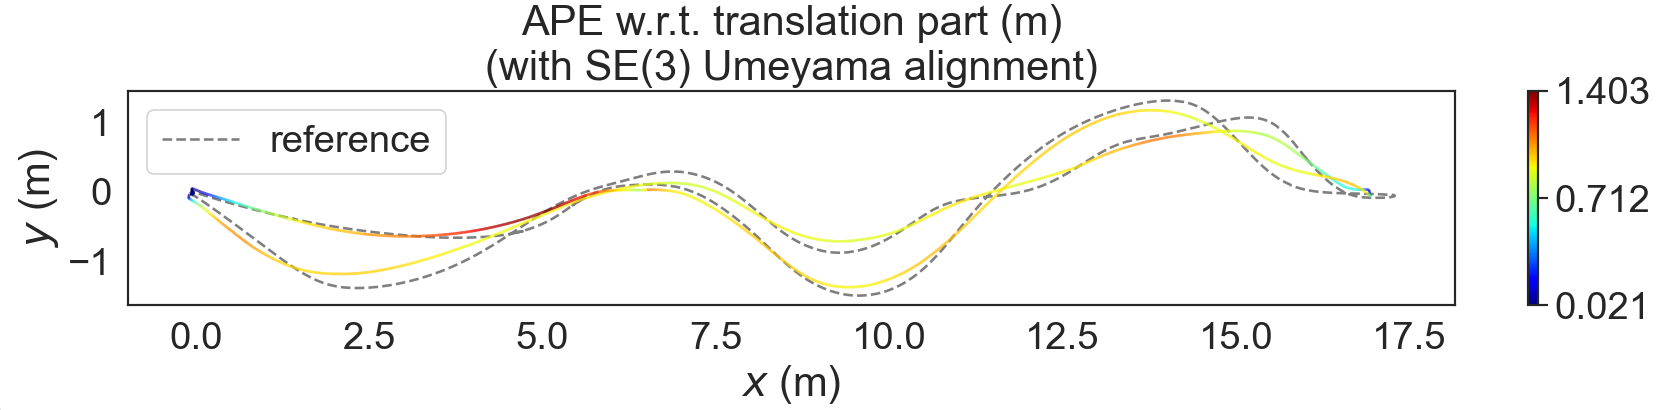 APE w.r.t. translation part (m)
(with SE(3) Umeyama alignment)
reference
y (m)
1
0
−1
0.0 2.5 5.0 7.5 10.0 12.5 15.0 17.5
x (m)
1.403
0.712
0.021